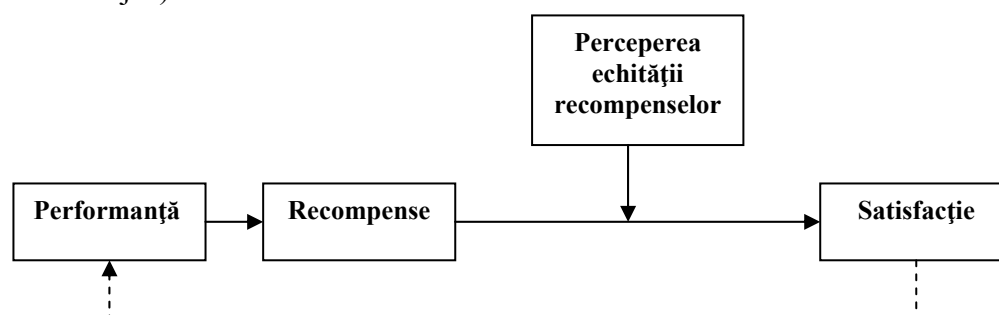 Perceperea
echităţii
recompenselor
Performanţă
Recompense
Satisfacţie